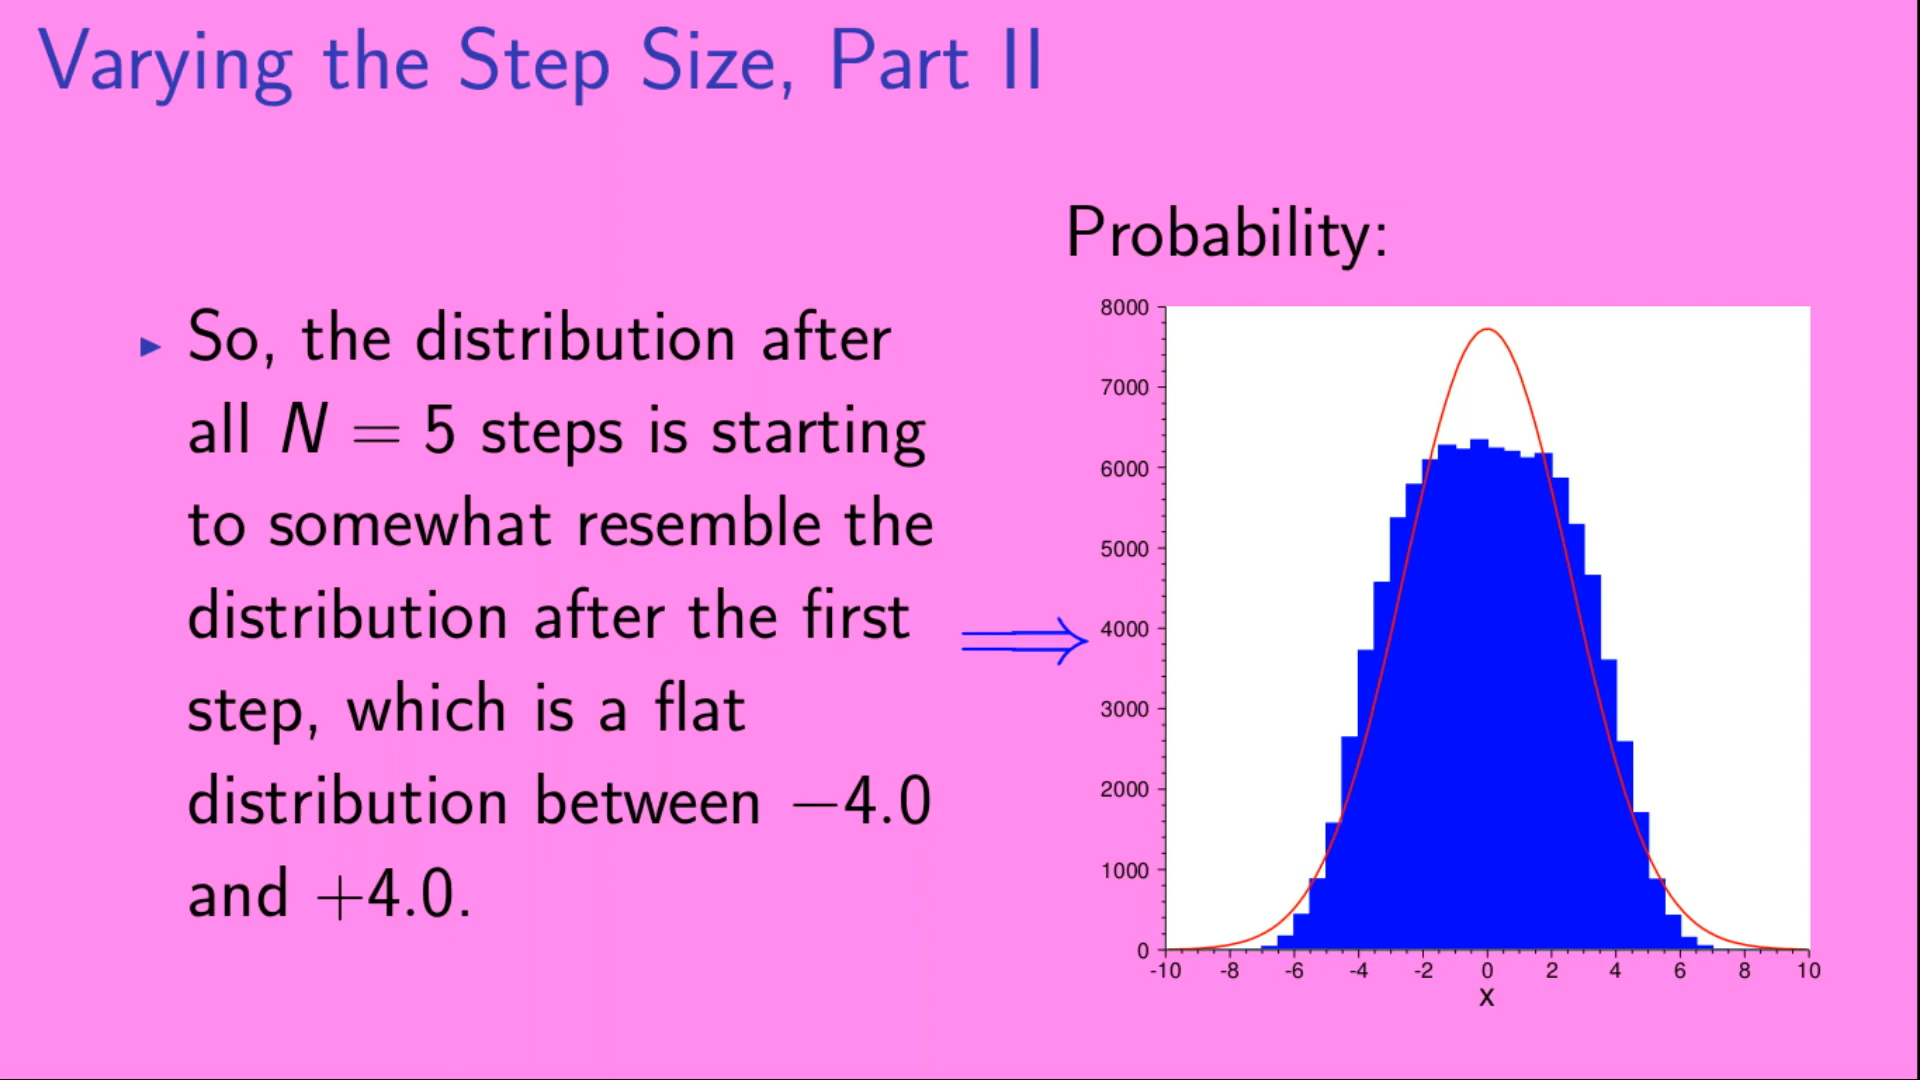 Varying the Step Size, Part II
Probability:
▶ So, the distribution after
all N = 5 steps is starting
to somewhat resemble the
distribution after the first
step, which is a flat
distribution between −4.0
and +4.0.
⟹
8000
7000
6000
5000
4000
3000
2000
1000
0
-10 -8 -6 -4 -2 0 2 4 6 8 10
x